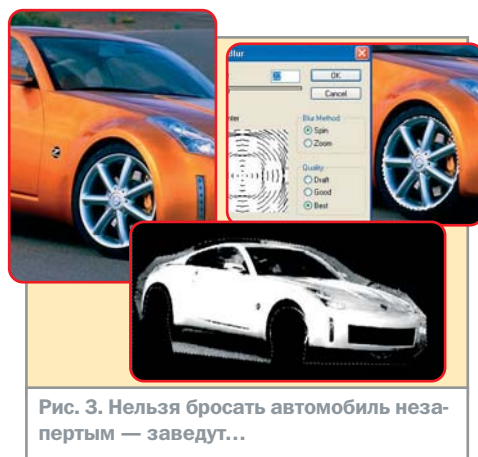 Blur
OK
Cancel
Blur Method
Spin
Zoom
Quality:
Draft
Good
Best
Рис. 3. Нельзя бросать автомобиль неза-
пертым — заведут...